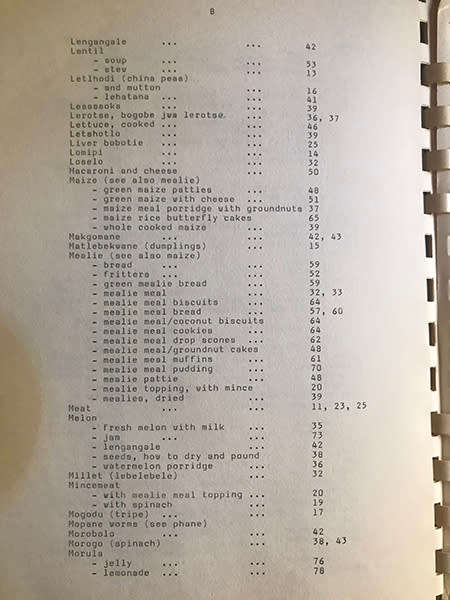 B
Lengangale ... ... 42
Lentil
- soup ... ... 53
- stew ... ... 13
Letlhodi (china peas)
- and mutton ... 16
- lehatana ... ... 41
Lesesoka ... ... 39
Lerotse, bogobe jwa lerotse. ... 36, 37
Lettuce, cooked ... ... 46
Letshotlo ... ... 39
Liver bobotie ... ... 25
Lomipi ... ... 14
Loselo ... ... 32
Macaroni and cheese ... ... 50
Maize (see also mealie)
- green maize patties ... 48
- green maize with cheese ... 51
- maize meal porridge with groundnuts 37
- maize rice butterfly cakes 65
- whole cooked maize ... 39
Makgomane ... ... 42, 43
Matlebekwane (dumplings) ... 15
Mealie (see also maize)
- bread ... ... 59
- fritters ... ... 52
- green mealie bread ... 59
- mealie meal ... 32, 33
- mealie meal biscuits ... 64
- mealie meal bread ... 57, 60
- mealie meal/coconut biscuits 64
- mealie meal cookies ... 64
- mealie meal drop scones ... 62
- mealie meal/groundnut cakes 48
- mealie meal muffins ... 61
- mealie meal pudding ... 70
- mealie pattie ... ... 48
- mealie topping, with mince 20
- mealies, dried ... 39
Meat ... ... 11, 23, 25
Melon
- fresh melon with milk ... 35
- jam ... ... 73
- lengangale ... 42
- seeds, how to dry and pound 38
- watermelon porridge ... 36
Millet (lebelebele) ... 32
Mincemeat
- with mealie meal topping ... 20
- with spinach ... 19
Mogodu (tripe) ... ... 17
Mopane worms (see phane)
Morobolo ... ... 42
Morogo (spinach) ... 38, 43
Morula
- jelly ... ... 76
- lemonade ... ... 78